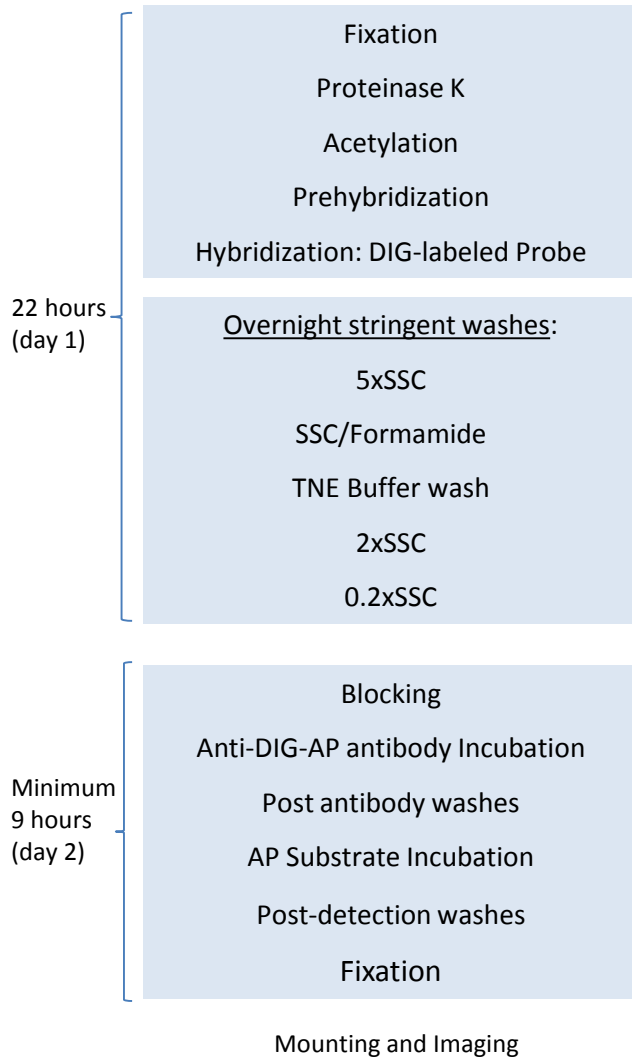 Fixation
Proteinase K
Acetylation
Prehybridization
Hybridization: DIG-labeled Probe
22 hours
(day 1)
Overnight stringent washes:
5xSSC
SSC/Formamide
TNE Buffer wash
2xSSC
0.2xSSC
Minimum
9 hours
(day 2)
Blocking
Anti-DIG-AP antibody Incubation
Post antibody washes
AP Substrate Incubation
Post-detection washes
Fixation
Mounting and Imaging